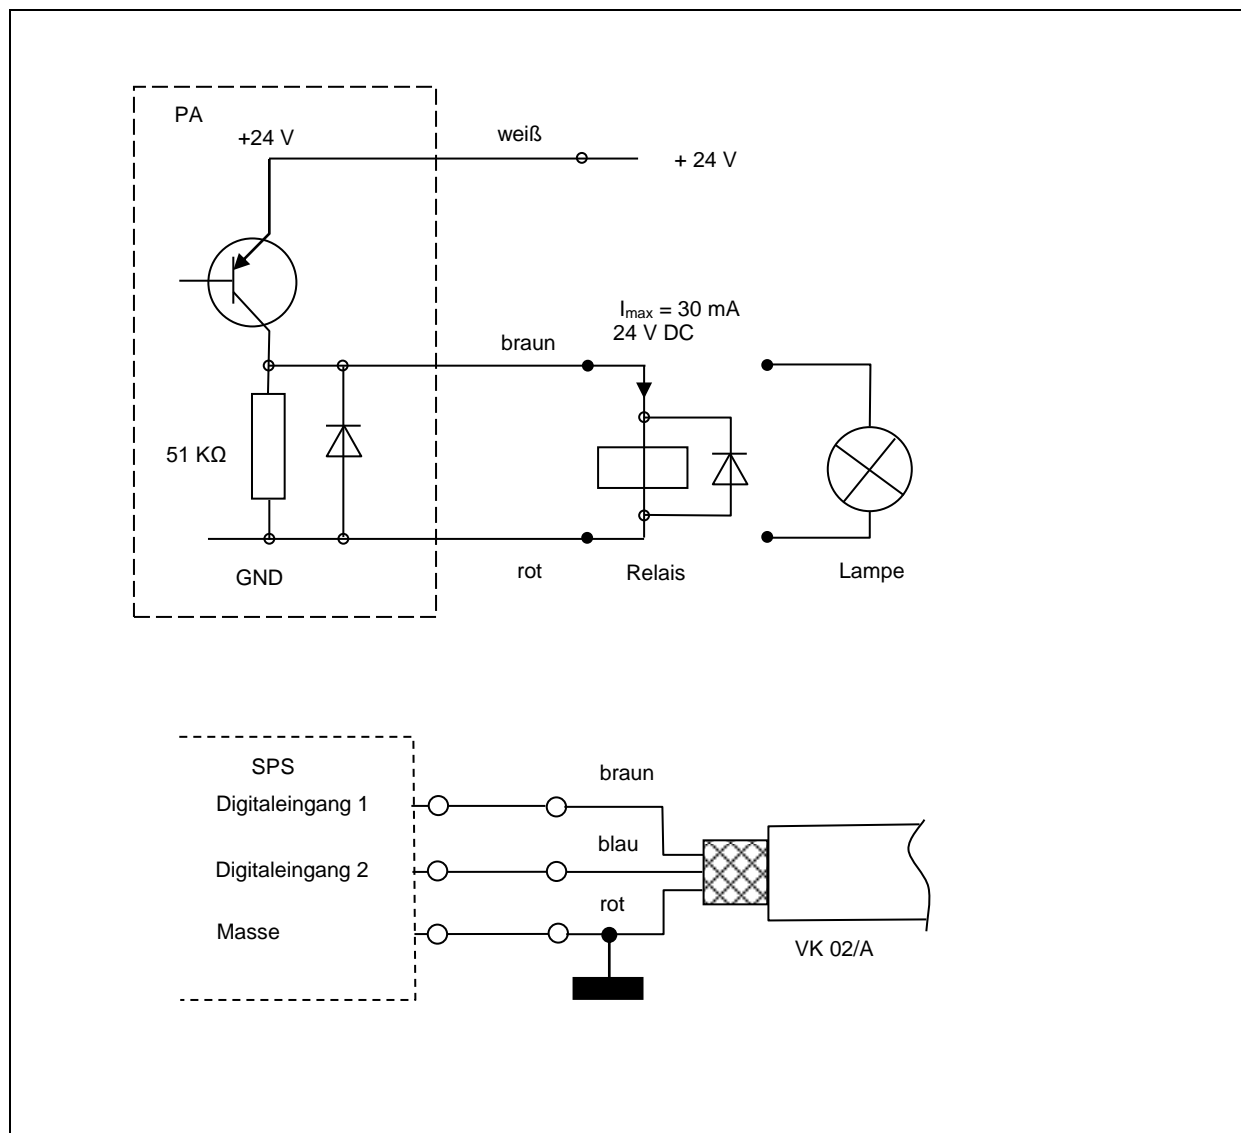 PA
+24 V
weiß
+ 24 V
Imax = 30 mA
24 V DC
braun
51 KΩ
GND
rot
Relais
Lampe
SPS
braun
Digitaleingang 1
blau
Digitaleingang 2
rot
Masse
VK 02/A